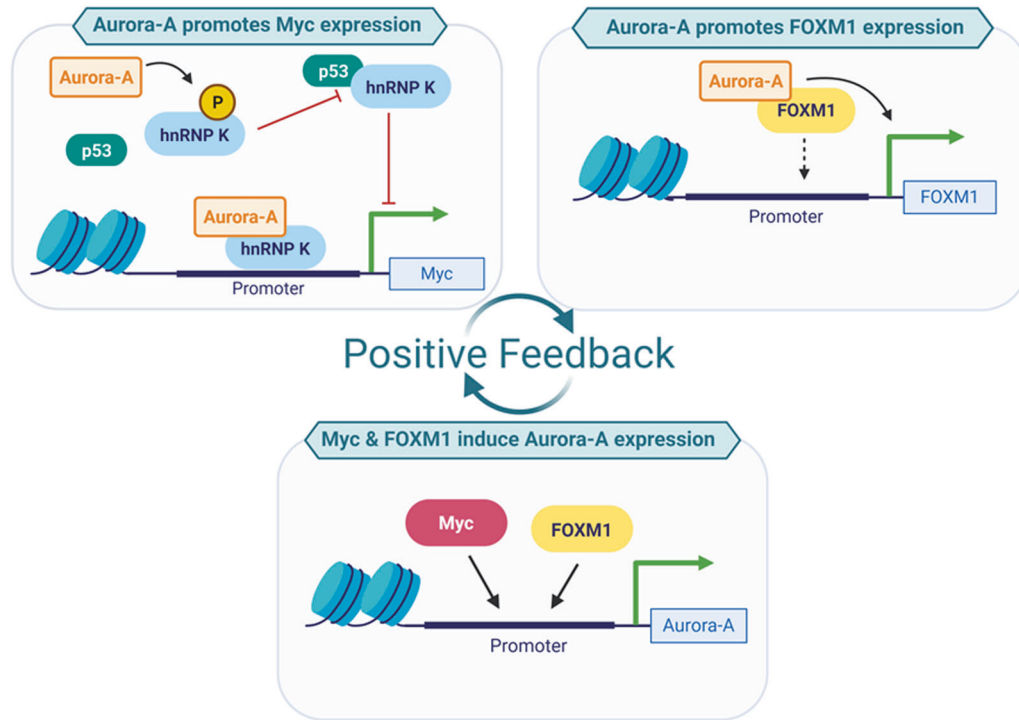 Aurora-A promotes Myc expression
Aurora-A
P
hnRNP K
p53
hnRNP K
p53
Aurora-A
hnRNP K
Promoter
Myc
Aurora-A promotes FOXM1 expression
Aurora-A
FOXM1
Promoter
FOXM1
Positive Feedback
Myc & FOXM1 induce Aurora-A expression
Myc
FOXM1
Promoter
Aurora-A